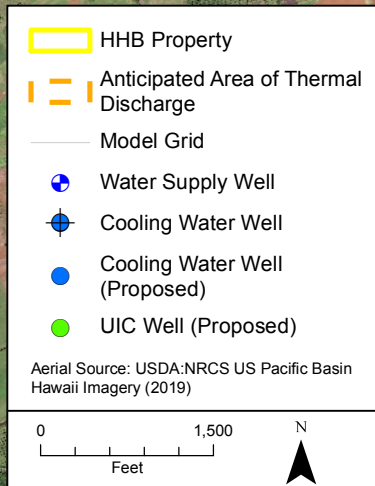 HHB Property
Anticipated Area of Thermal
Discharge
Model Grid
Water Supply Well
Cooling Water Well
Cooling Water Well
(Proposed)
UIC Well (Proposed)
Aerial Source: USDA:NRCS US Pacific Basin
Hawaii Imagery (2019)
0 1,500
Feet
N